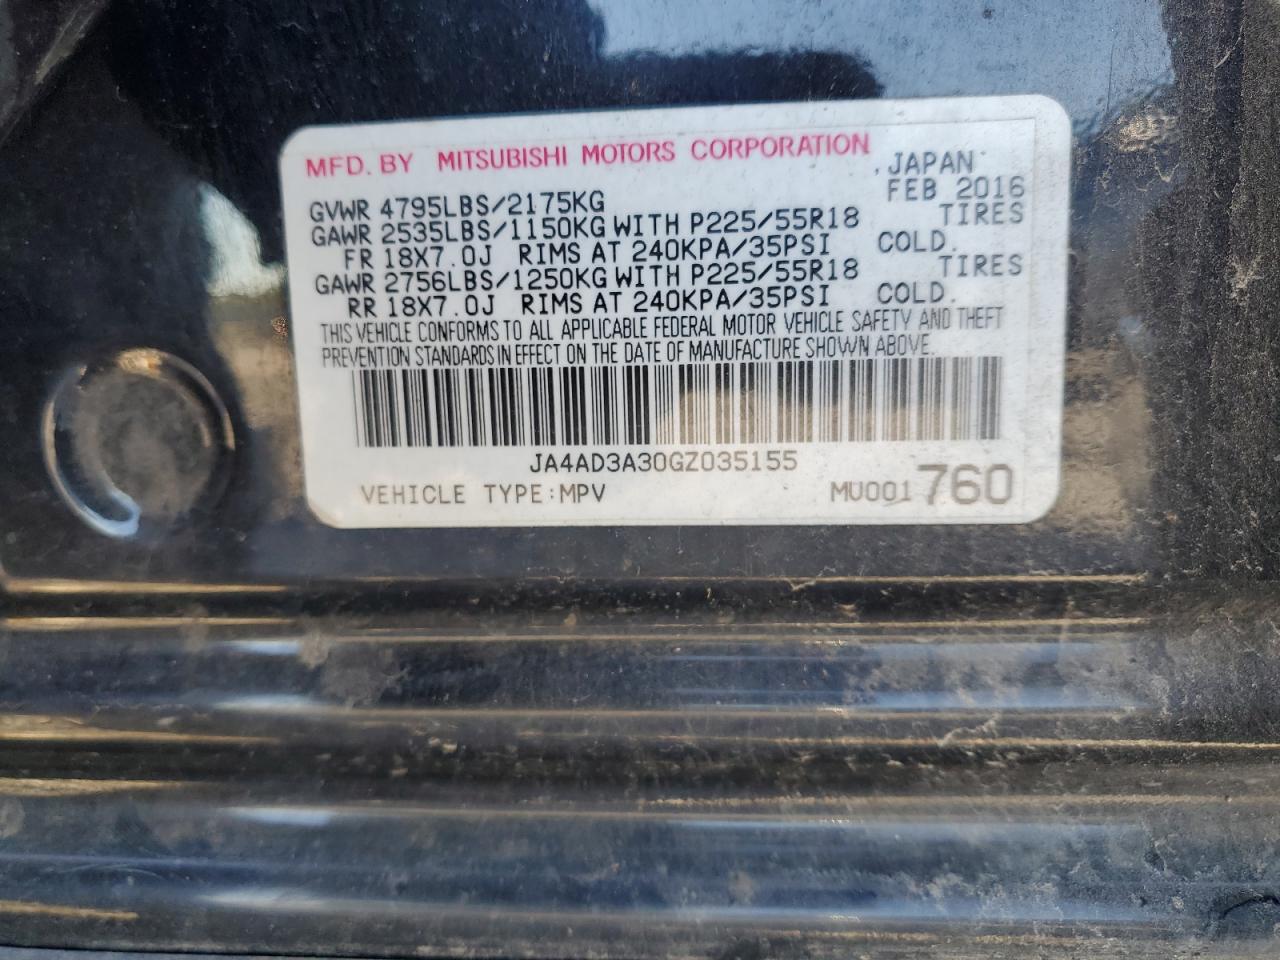 MFD. BY MITSUBISHI MOTORS CORPORATION , JAPAN
GVWR 4795LBS/2175KG FEB 2016
GAWR 2535LBS/1150KG WITH P225/55R18 TIRES
FR 18X7.0J RIMS AT 240KPA/35PSI COLD.
GAWR 2756LBS/1250KG WITH P225/55R18 TIRES
RR 18X7.0J RIMS AT 240KPA/35PSI COLD.
THIS VEHICLE CONFORMS TO ALL APPLICABLE FEDERAL MOTOR VEHICLE SAFETY AND THEFT
PREVENTION STANDARDS IN EFFECT ON THE DATE OF MANUFACTURE SHOWN ABOVE.
JA4AD3A30GZ035155
VEHICLE TYPE:MPV MU001 760